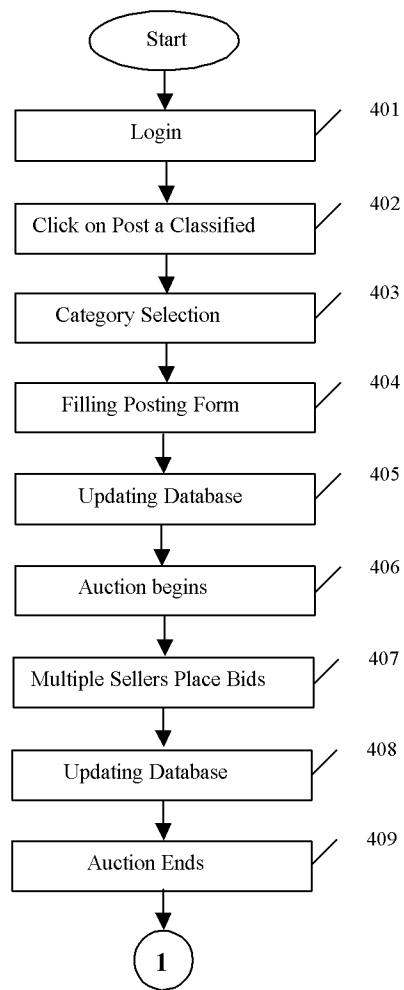 Start
401
Login
402
Click on Post a Classified
403
Category Selection
404
Filling Posting Form
405
Updating Database
406
Auction begins
407
Multiple Sellers Place Bids
408
Updating Database
409
Auction Ends
1